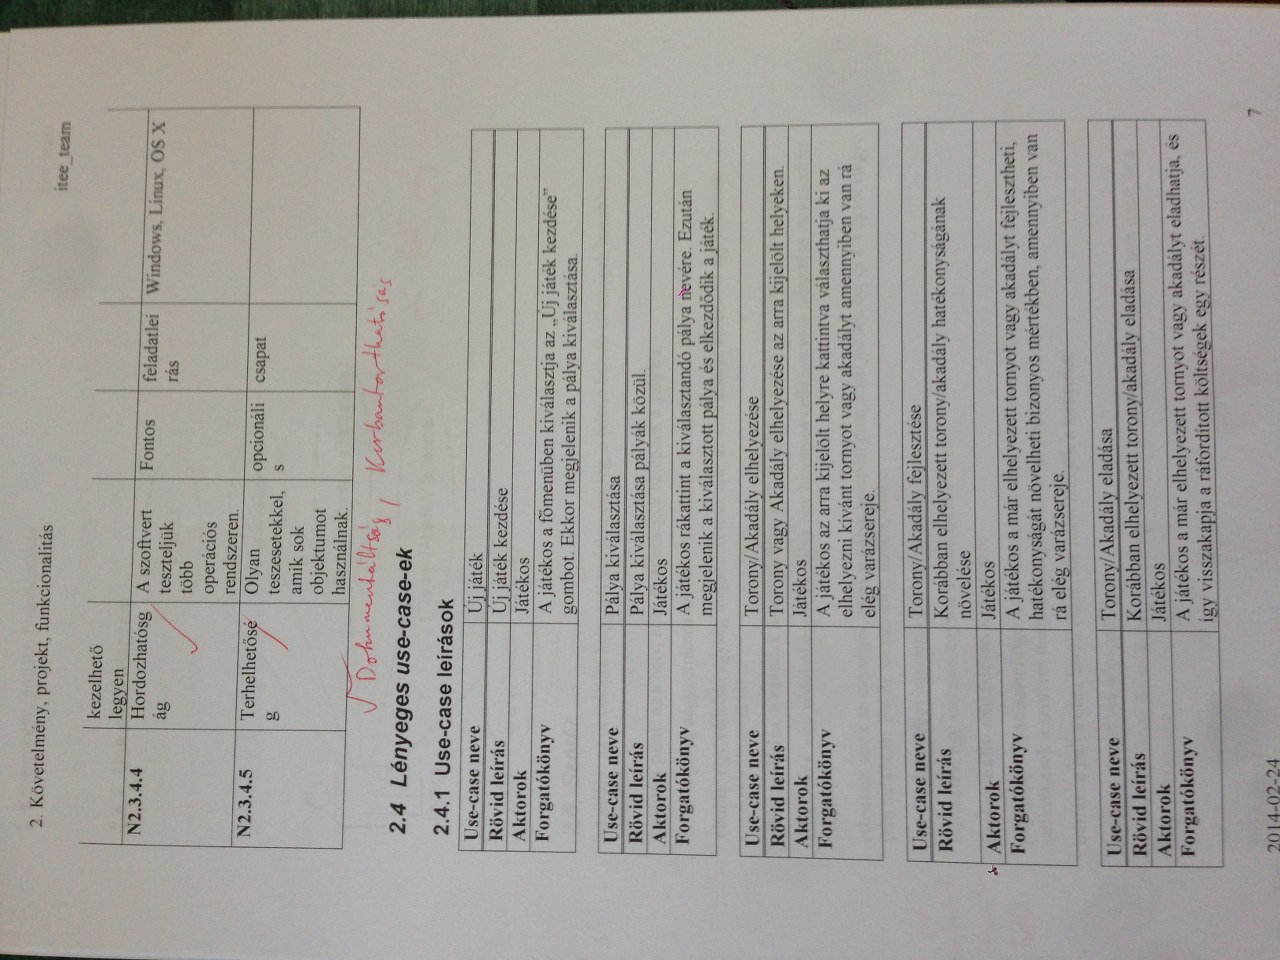 2. Követelmény, projekt, funkcionalitás
itee_team
kezelhető
legyen
N2.3.4.4 Hordozhatósg A szoftvert Fontos feladatlei Windows, Linux, OS X
ág teszteljük rás
több
operációs
rendszeren.
N2.3.4.5 Terhelhetősé Olyan opcionáli csapat
g teszesetekkel, s
amik sok
objektumot
használnak.
Dokumentáltság, Karbantarthatóság
2.4 Lényeges use-case-ek
2.4.1 Use-case leírások
Use-case neve Új játék
Rövid leírás Új játék kezdése
Aktorok Játékos
Forgatókönyv A játékos a főmenüben kiválasztja az „Új játék kezdése”
gombot. Ekkor megjelenik a pálya kiválasztása.
Use-case neve Pálya kiválasztása
Rövid leírás Pálya kiválasztása pályák közül.
Aktorok Játékos
Forgatókönyv A játékos rákattint a kiválasztandó pálya nevére. Ezután
megjelenik a kiválasztott pálya és elkezdődik a játék.
Use-case neve Torony/Akadály elhelyezése
Rövid leírás Torony vagy Akadály elhelyezése az arra kijelölt helyeken.
Aktorok Játékos
Forgatókönyv A játékos az arra kijelölt helyre kattintva választhatja ki az
elhelyezni kívánt tornyot vagy akadályt amennyiben van rá
elég varázsereje.
Use-case neve Torony/Akadály fejlesztése
Rövid leírás Korábban elhelyezett torony/akadály hatékonyságának
növelése
Aktorok Játékos
Forgatókönyv A játékos a már elhelyezett tornyot vagy akadályt fejlesztheti,
hatékonyságát növelheti bizonyos mértékben, amennyiben van
rá elég varázsereje.
Use-case neve Torony/Akadály eladása
Rövid leírás Korábban elhelyezett torony/akadály eladása
Aktorok Játékos
Forgatókönyv A játékos a már elhelyezett tornyot vagy akadályt eladhatja, és
így visszakapja a ráfordított költségek egy részét.
7
2014-02-24